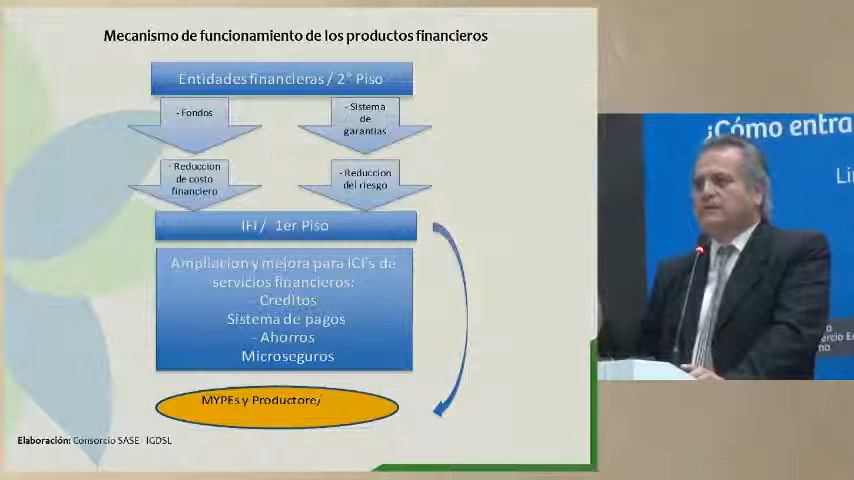 Mecanismo de funcionamiento de los productos financieros
Entidades financieras / 2° Piso
- Fondos
- Sistema
de
garantias
- Reduccion
de costo
financiero
- Reduccion
del riesgo
IFI / 1er Piso
Ampliacion y mejora para ICI's de
servicios financieros:
- Creditos
Sistema de pagos
- Ahorros
Microseguros
MYPEs y Productore/
Elaboración: Consorcio SASE - IGDSL
¿Cómo entra